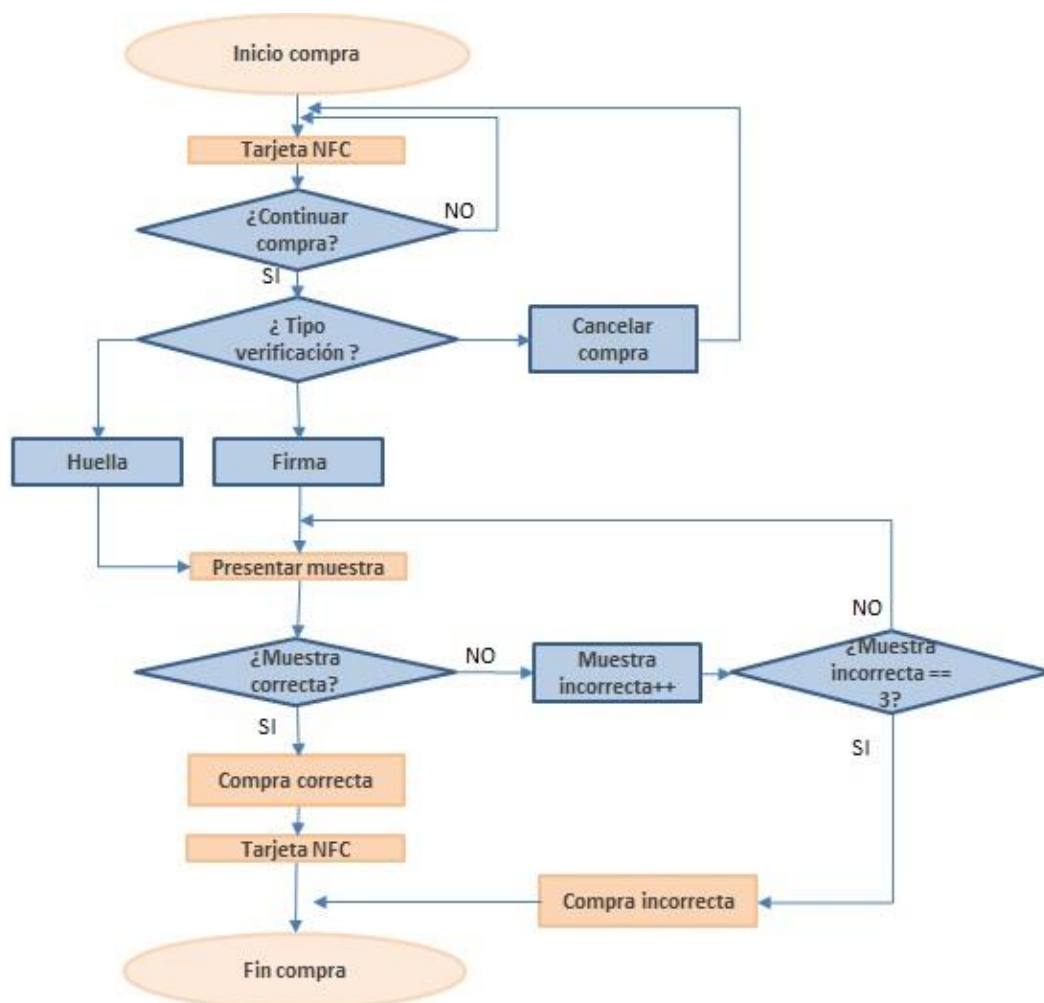 Inicio compra
Tarjeta NFC
¿Continuar
compra?
NO
SI
¿ Tipo
verificación ?
Cancelar
compra
Huella
Firma
Presentar muestra
¿Muestra
correcta?
NO
Muestra
incorrecta++
NO
¿Muestra
incorrecta ==
3?
SI
SI
Compra correcta
Tarjeta NFC
Compra incorrecta
Fin compra